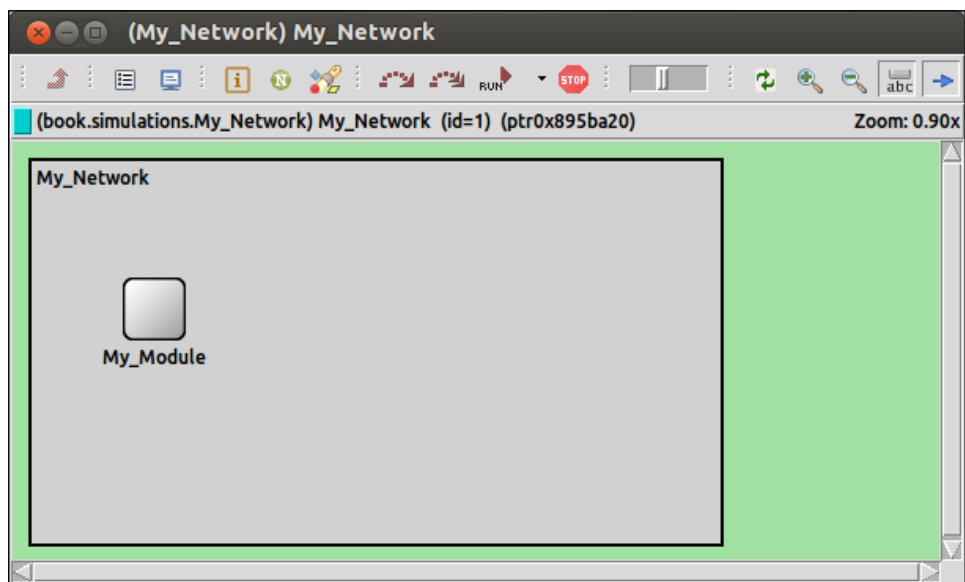 (My_Network) My_Network
i N RUN STOP abc
(book.simulations.My_Network) My_Network (id=1) (ptr0x895ba20) Zoom: 0.90x
My_Network
My_Module